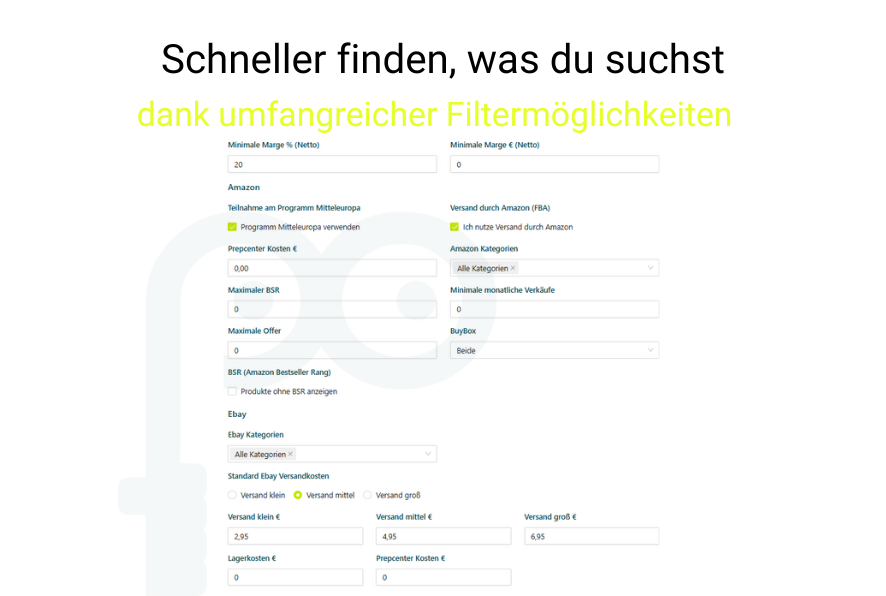 Schneller finden, was du suchst
dank umfangreicher Filtermöglichkeiten
Minimale Marge % (Netto) Minimale Marge € (Netto)
20 0
Amazon
Teilnahme am Programm Mitteleuropa Versand durch Amazon (FBA)
Programm Mitteleuropa verwenden Ich nutze Versand durch Amazon
Prepcenter Kosten € Amazon Kategorien
0,00 Alle Kategorien ×
Maximaler BSR Minimale monatliche Verkäufe
0 0
Maximale Offer BuyBox
0 Beide
BSR (Amazon Bestseller Rang)
Produkte ohne BSR anzeigen
Ebay
Ebay Kategorien
Alle Kategorien ×
Standard Ebay Versandkosten
Versand klein Versand mittel Versand groß
Versand klein € Versand mittel € Versand groß €
2,95 4,95 6,95
Lagerkosten € Prepcenter Kosten €
0 0